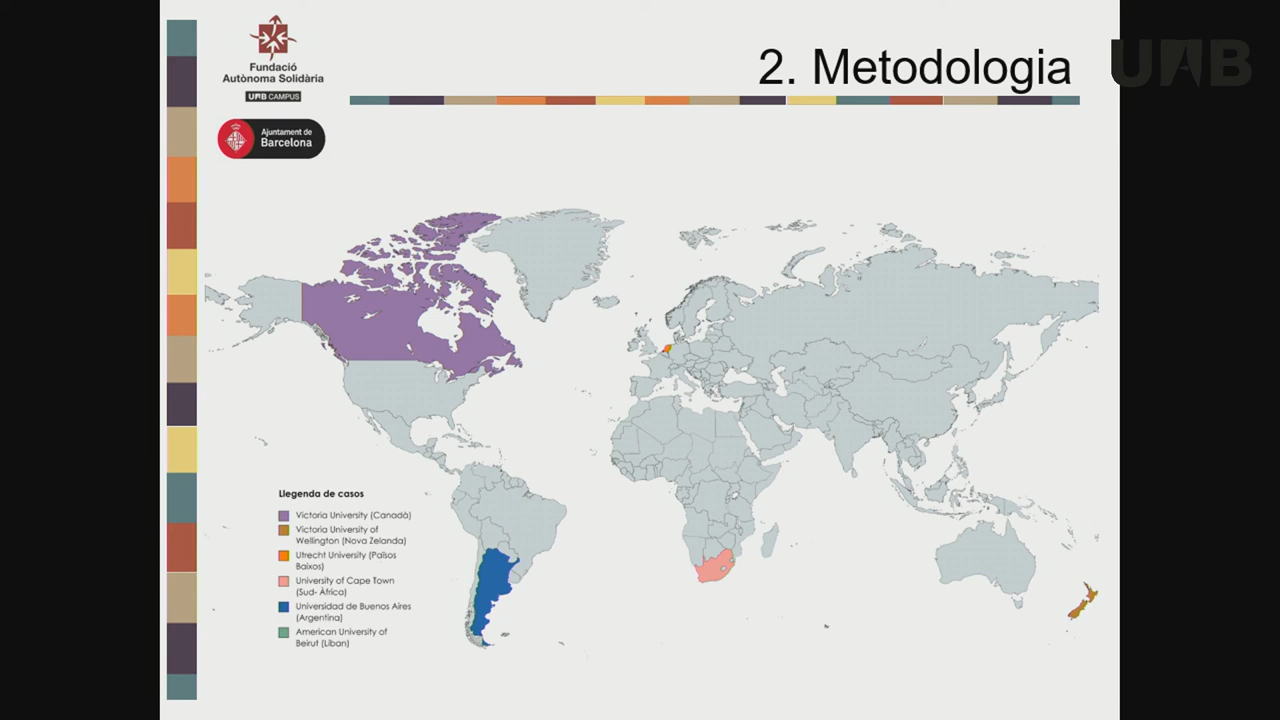 Fundació
Autònoma Solidària
UAB CAMPUS
2. Metodologia
UAB
Ajuntament de
Barcelona
Llegenda de casos
Victoria University (Canadà)
Victoria University of
Wellington (Nova Zelanda)
Utrecht University (Països
Baixos)
University of Cape Town
(Sud- Àfrica)
Universidad de Buenos Aires
(Argentina)
American University of
Beirut (Líban)